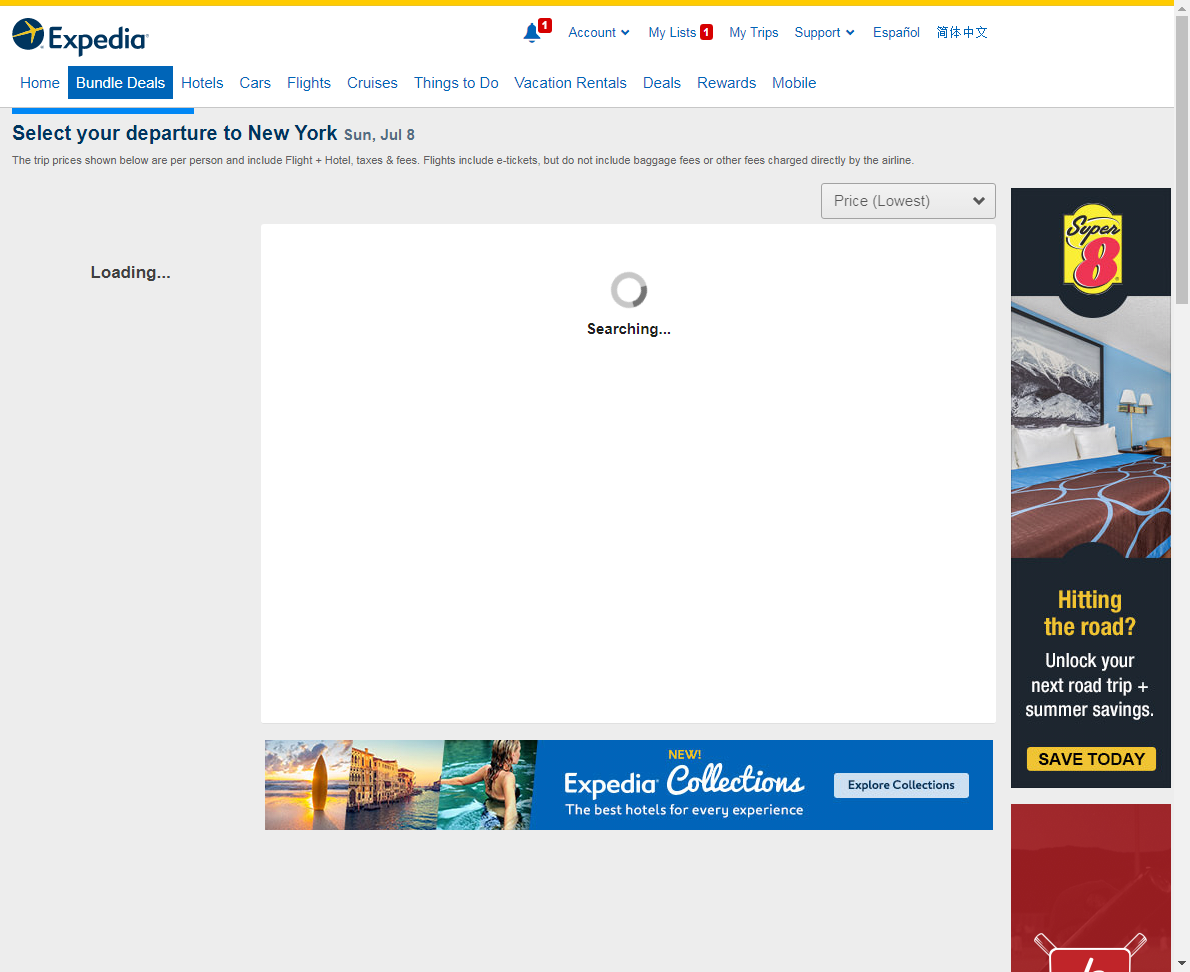 Expedia
1
Account
My Lists 1
My Trips
Support
Español
简体中文
Home
Bundle Deals
Hotels
Cars
Flights
Cruises
Things to Do
Vacation Rentals
Deals
Rewards
Mobile
Select your departure to New York Sun, Jul 8
The trip prices shown below are per person and include Flight + Hotel, taxes & fees. Flights include e-tickets, but do not include baggage fees or other fees charged directly by the airline.
Price (Lowest)
Loading...
Searching...
Super
8
Hitting
the road?
Unlock your
next road trip +
summer savings.
SAVE TODAY
NEW!
Expedia Collections
The best hotels for every experience
Explore Collections